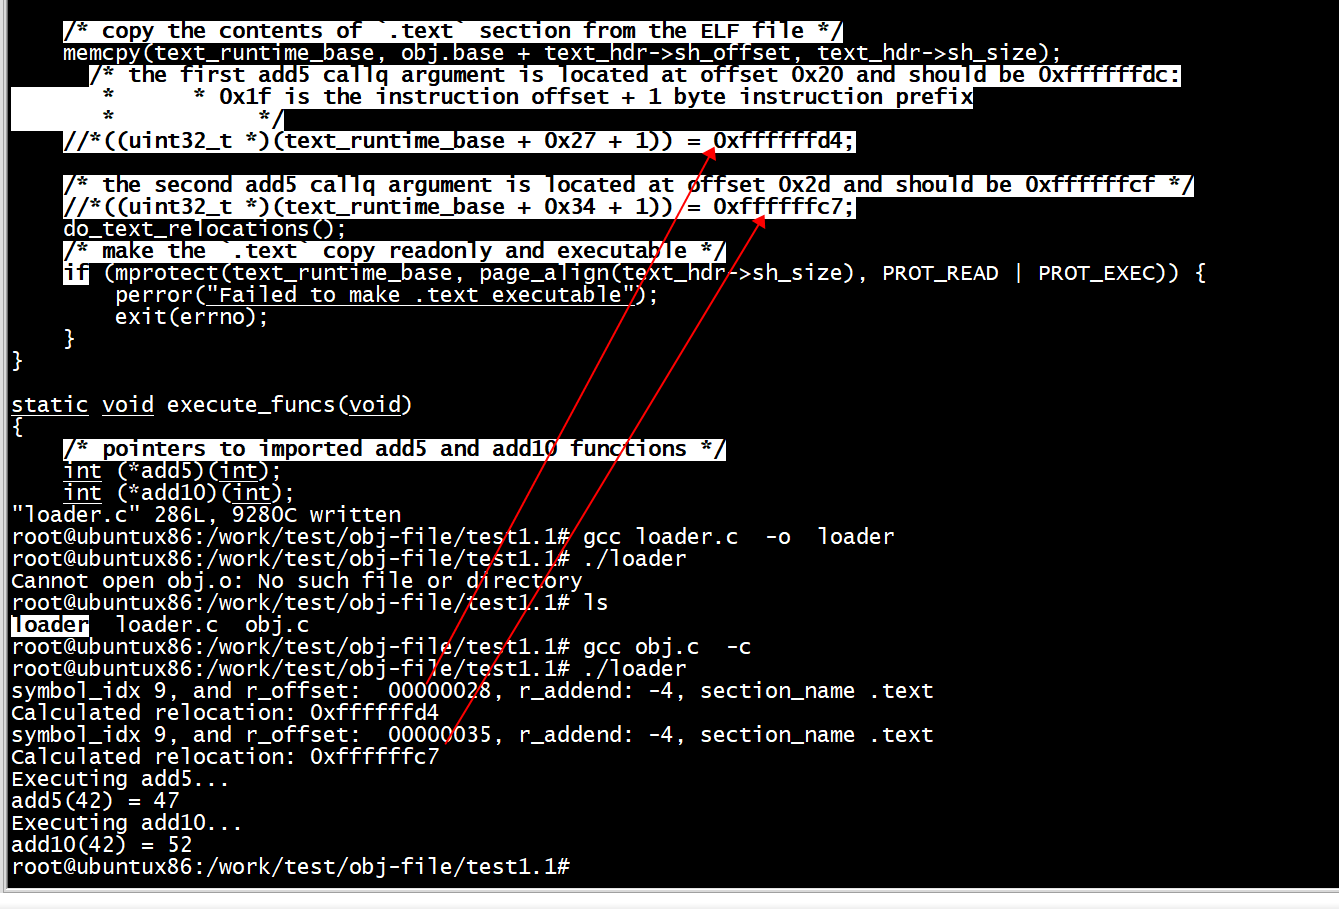 /* copy the contents of `.text` section from the ELF file */
memcpy(text_runtime_base, obj.base + text_hdr->sh_offset, text_hdr->sh_size);
/* the first add5 callq argument is located at offset 0x20 and should be 0xffffffdc:
*      * 0x1f is the instruction offset + 1 byte instruction prefix
*           */
//*((uint32_t *)(text_runtime_base + 0x27 + 1)) = 0xffffffd4;
/* the second add5 callq argument is located at offset 0x2d and should be 0xffffffcf */
//*((uint32_t *)(text_runtime_base + 0x34 + 1)) = 0xffffffc7;
do_text_relocations();
/* make the `.text` copy readonly and executable */
if (mprotect(text_runtime_base, page_align(text_hdr->sh_size), PROT_READ | PROT_EXEC)) {
perror("Failed to make .text executable");
exit(errno);
}
}
static void execute_funcs(void)
{
/* pointers to imported add5 and add10 functions */
int (*add5)(int);
int (*add10)(int);
"loader.c" 286L, 9280C written
root@ubuntux86:/work/test/obj-file/test1.1# gcc loader.c  -o  loader
root@ubuntux86:/work/test/obj-file/test1.1# ./loader
Cannot open obj.o: No such file or directory
root@ubuntux86:/work/test/obj-file/test1.1# ls
loader  loader.c  obj.c
root@ubuntux86:/work/test/obj-file/test1.1# gcc obj.c  -c
root@ubuntux86:/work/test/obj-file/test1.1# ./loader
symbol_idx 9, and r_offset:  00000028, r_addend: -4, section_name .text
Calculated relocation: 0xffffffd4
symbol_idx 9, and r_offset:  00000035, r_addend: -4, section_name .text
Calculated relocation: 0xffffffc7
Executing add5...
add5(42) = 47
Executing add10...
add10(42) = 52
root@ubuntux86:/work/test/obj-file/test1.1#